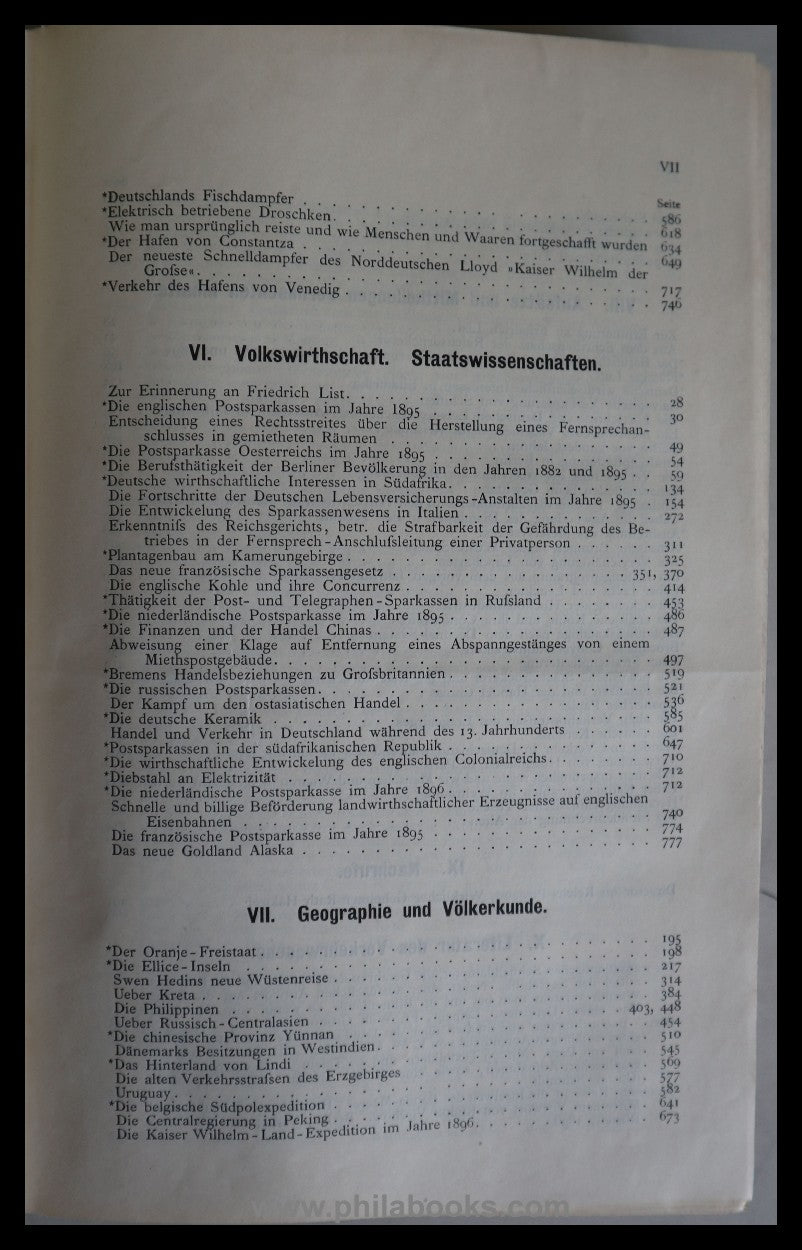 VII
Seite
*Deutschlands Fischdampfer . . . 586
*Elektrisch betriebene Droschken . . . 618
Wie man ursprünglich reiste und wie Menschen und Waaren fortgeschafft wurden 634
*Der Hafen von Constantza . . . 649
Der neueste Schnelldampfer des Norddeutschen Lloyd »Kaiser Wilhelm der
Grofse« . . . 717
*Verkehr des Hafens von Venedig . . . 746
VI. Volkswirthschaft. Staatswissenschaften.
Zur Erinnerung an Friedrich List . . . 28
*Die englischen Postsparkassen im Jahre 1895 . . . 30
Entscheidung eines Rechtsstreites über die Herstellung eines Fernsprechan-
schlusses in gemietheten Räumen . . . 49
*Die Postsparkasse Oesterreichs im Jahre 1895 . . . 54
*Die Berufsthätigkeit der Berliner Bevölkerung in den Jahren 1882 und 1895 . . 59
*Deutsche wirthschaftliche Interessen in Südafrika . . . 134
Die Fortschritte der Deutschen Lebensversicherungs-Anstalten im Jahre 1895 . 154
Die Entwickelung des Sparkassenwesens in Italien . . . 272
Erkenntnifs des Reichsgerichts, betr. die Strafbarkeit der Gefährdung des Be-
triebes in der Fernsprech-Anschlufsleitung einer Privatperson . . . 311
*Plantagenbau am Kamerungebirge . . . 325
Das neue französische Sparkassengesetz . . . 351, 370
Die englische Kohle und ihre Concurrenz . . . 414
*Thätigkeit der Post- und Telegraphen-Sparkassen in Rufsland . . . 453
*Die niederländische Postsparkasse im Jahre 1895 . . . 486
*Die Finanzen und der Handel Chinas . . . 487
Abweisung einer Klage auf Entfernung eines Abspanngestänges von einem
Miethspostgebäude . . . 497
*Bremens Handelsbeziehungen zu Grofsbritannien . . . 519
*Die russischen Postsparkassen . . . 521
Der Kampf um den ostasiatischen Handel . . . 536
*Die deutsche Keramik . . . 585
Handel und Verkehr in Deutschland während des 13. Jahrhunderts . . . 601
*Postsparkassen in der südafrikanischen Republik . . . 647
*Die wirthschaftliche Entwickelung des englischen Colonialreichs . . . 710
*Diebstahl an Elektrizität . . . 712
*Die niederländische Postsparkasse im Jahre 1896 . . . 712
Schnelle und billige Beförderung landwirthschaftlicher Erzeugnisse auf englischen
Eisenbahnen . . . 740
Die französische Postsparkasse im Jahre 1895 . . . 774
Das neue Goldland Alaska . . . 777
VII. Geographie und Völkerkunde.
*Der Oranje-Freistaat . . . 195
*Die Ellice-Inseln . . . 198
Swen Hedins neue Wüstenreise . . . 217
Ueber Kreta . . . 314
Die Philippinen . . . 384
Ueber Russisch-Centralasien . . . 403, 448
*Die chinesische Provinz Yünnan . . . 454
Dänemarks Besitzungen in Westindien . . . 510
*Das Hinterland von Lindi . . . 545
Die alten Verkehrsstrafsen des Erzgebirges . . . 569
Uruguay . . . 577
*Die belgische Südpolexpedition . . . 582
Die Centralregierung in Peking . . . 641
Die Kaiser Wilhelm-Land-Expedition im Jahre 1896 . . . 673
www.philabooks.com